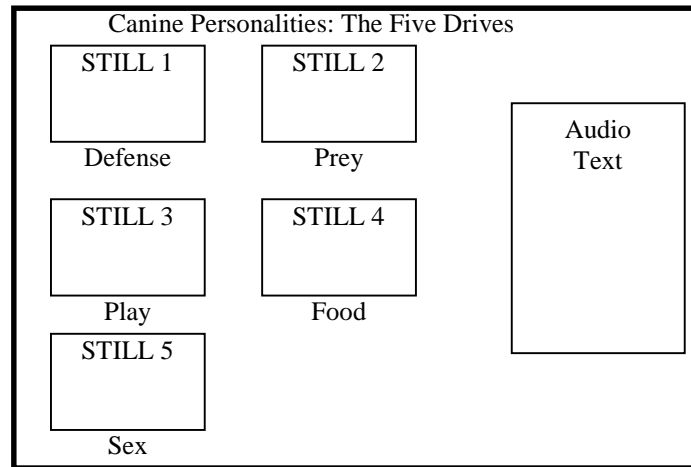 Canine Personalities: The Five Drives
STILL 1
STILL 2
Defense
Prey
Audio
Text
STILL 3
STILL 4
Play
Food
STILL 5
Sex